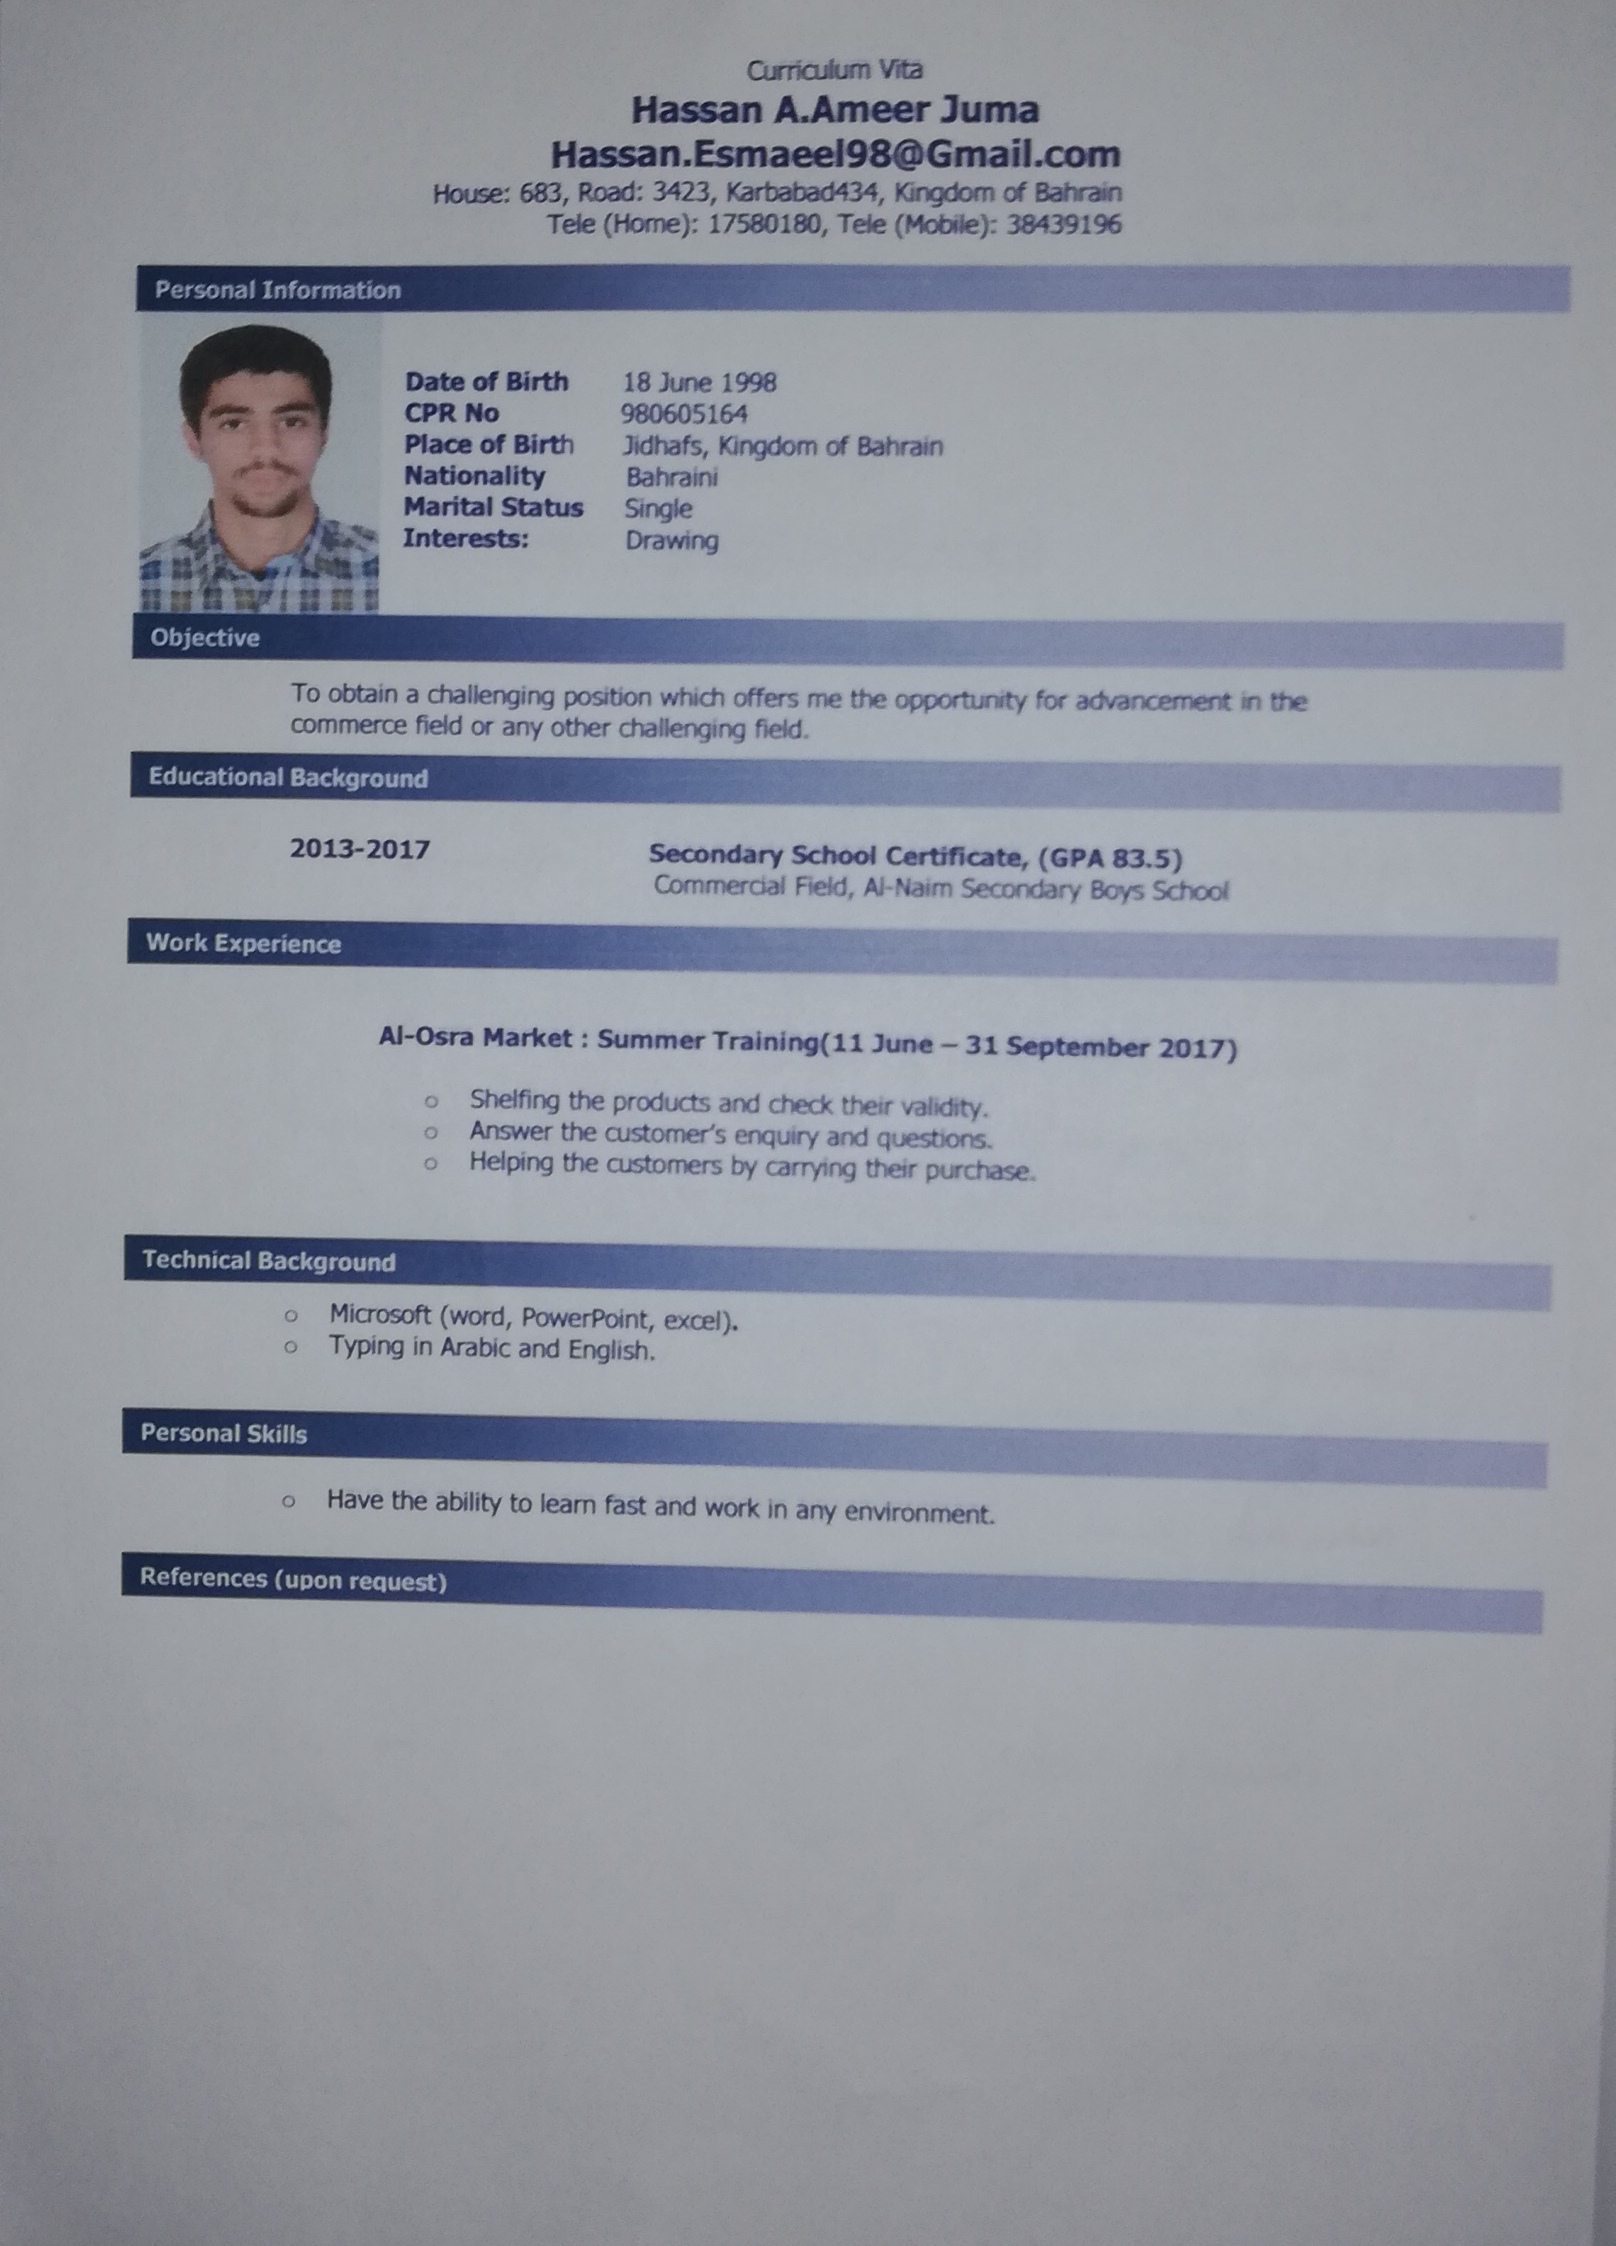 Curriculum Vita
Hassan A.Ameer Juma
Hassan.Esmaeel98@Gmail.com
House: 683, Road: 3423, Karbabad434, Kingdom of Bahrain
Tele (Home): 17580180, Tele (Mobile): 38439196
Personal Information
Date of Birth 18 June 1998
CPR No 980605164
Place of Birth Jidhafs, Kingdom of Bahrain
Nationality Bahraini
Marital Status Single
Interests: Drawing
Objective
To obtain a challenging position which offers me the opportunity for advancement in the
commerce field or any other challenging field.
Educational Background
2013-2017 Secondary School Certificate, (GPA 83.5)
Commercial Field, Al-Naim Secondary Boys School
Work Experience
Al-Osra Market : Summer Training(11 June – 31 September 2017)
o Shelfing the products and check their validity.
o Answer the customer's enquiry and questions.
o Helping the customers by carrying their purchase.
Technical Background
o Microsoft (word, PowerPoint, excel).
o Typing in Arabic and English.
Personal Skills
o Have the ability to learn fast and work in any environment.
References (upon request)